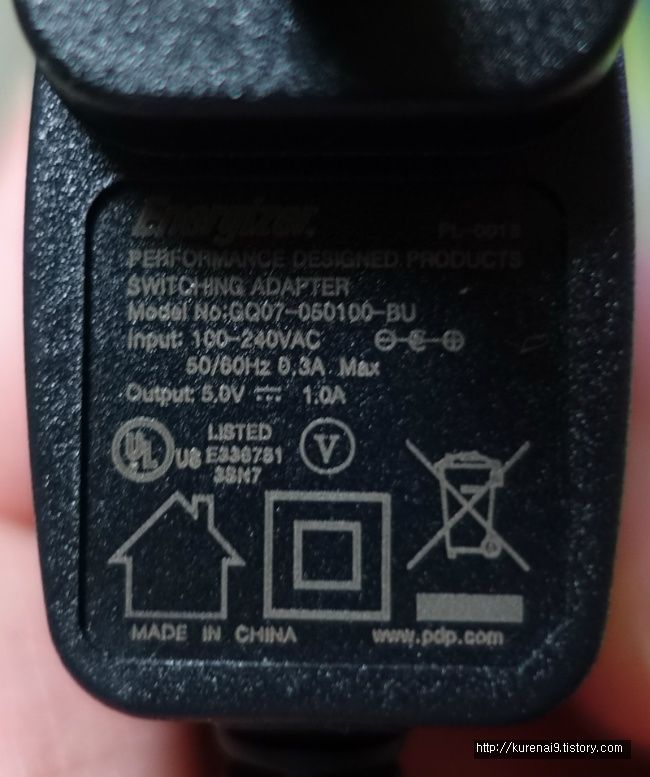 Energizer
PL-0013
PERFORMANCE DESIGNED PRODUCTS
SWITCHING ADAPTER
Model No:GQ07-050100-BU
Input: 100-240VAC
50/60Hz 0.3A Max
Output: 5.0V 1.0A
UL US
LISTED
E336781
3SN7
V
MADE IN CHINA www.pdp.com
http://kurenai9.tistory.com